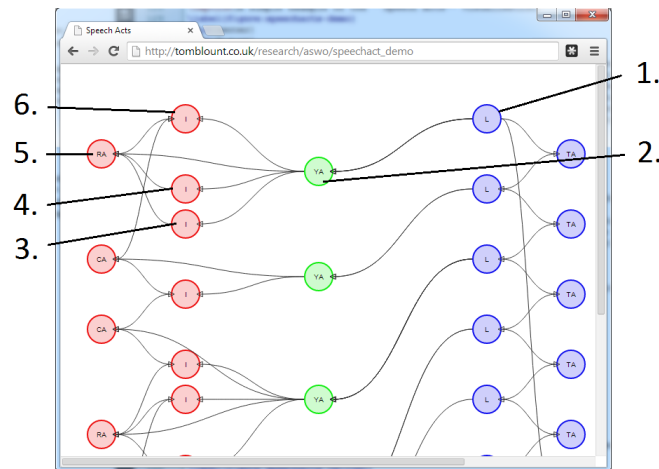 Speech Acts
http://tomblount.co.uk/research/aswo/speechact_demo
1.
6.
I
L
5.
RA
TA
2.
YA
4.
I
L
3.
I
TA
CA
L
YA
I
TA
CA
L
I
TA
I
YA
L
RA
TA